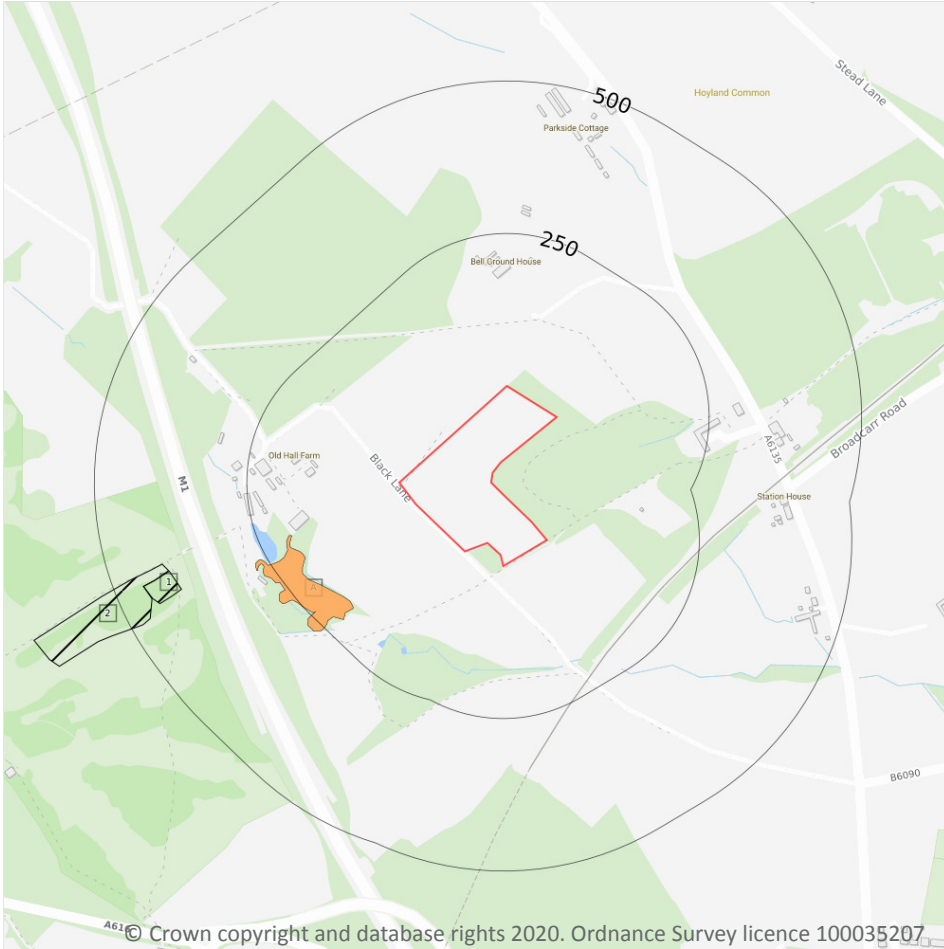 500
Hoyland Common
Stead Lane
Parkside Cottage
250
Bell Ground House
Old Hall Farm
Black Lane
M1
A6135
Broadcarr Road
Station House
1
2
A
B6090
© Crown copyright and database rights 2020. Ordnance Survey licence 100035207.